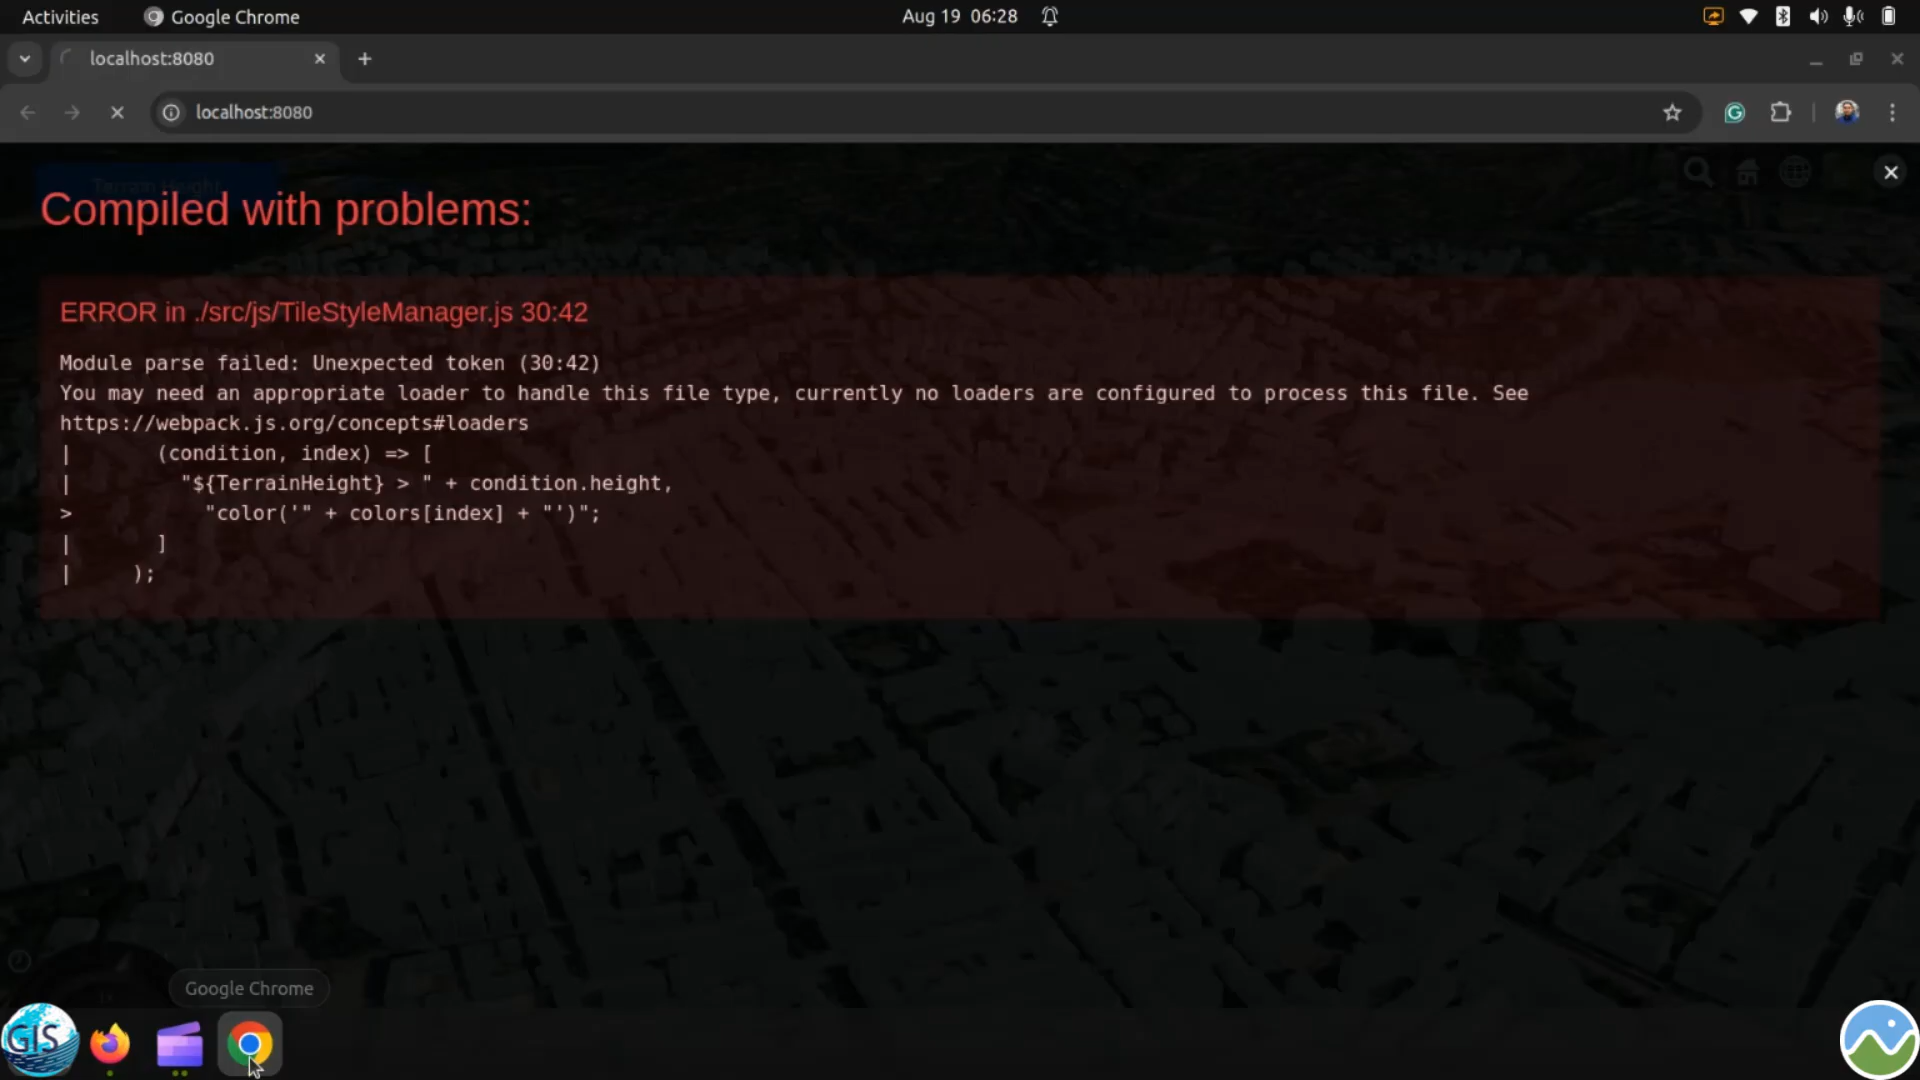 Activities
Google Chrome
Aug 19 06:28
localhost:8080
localhost:8080
Terrain Height
Compiled with problems:
ERROR in ./src/js/TileStyleManager.js 30:42
Module parse failed: Unexpected token (30:42)
You may need an appropriate loader to handle this file type, currently no loaders are configured to process this file. See
https://webpack.js.org/concepts#loaders
|       (condition, index) => [
|         "${TerrainHeight} > " + condition.height,
>           "color('" + colors[index] + "')";
|       ]
|     );
Google Chrome
GIS